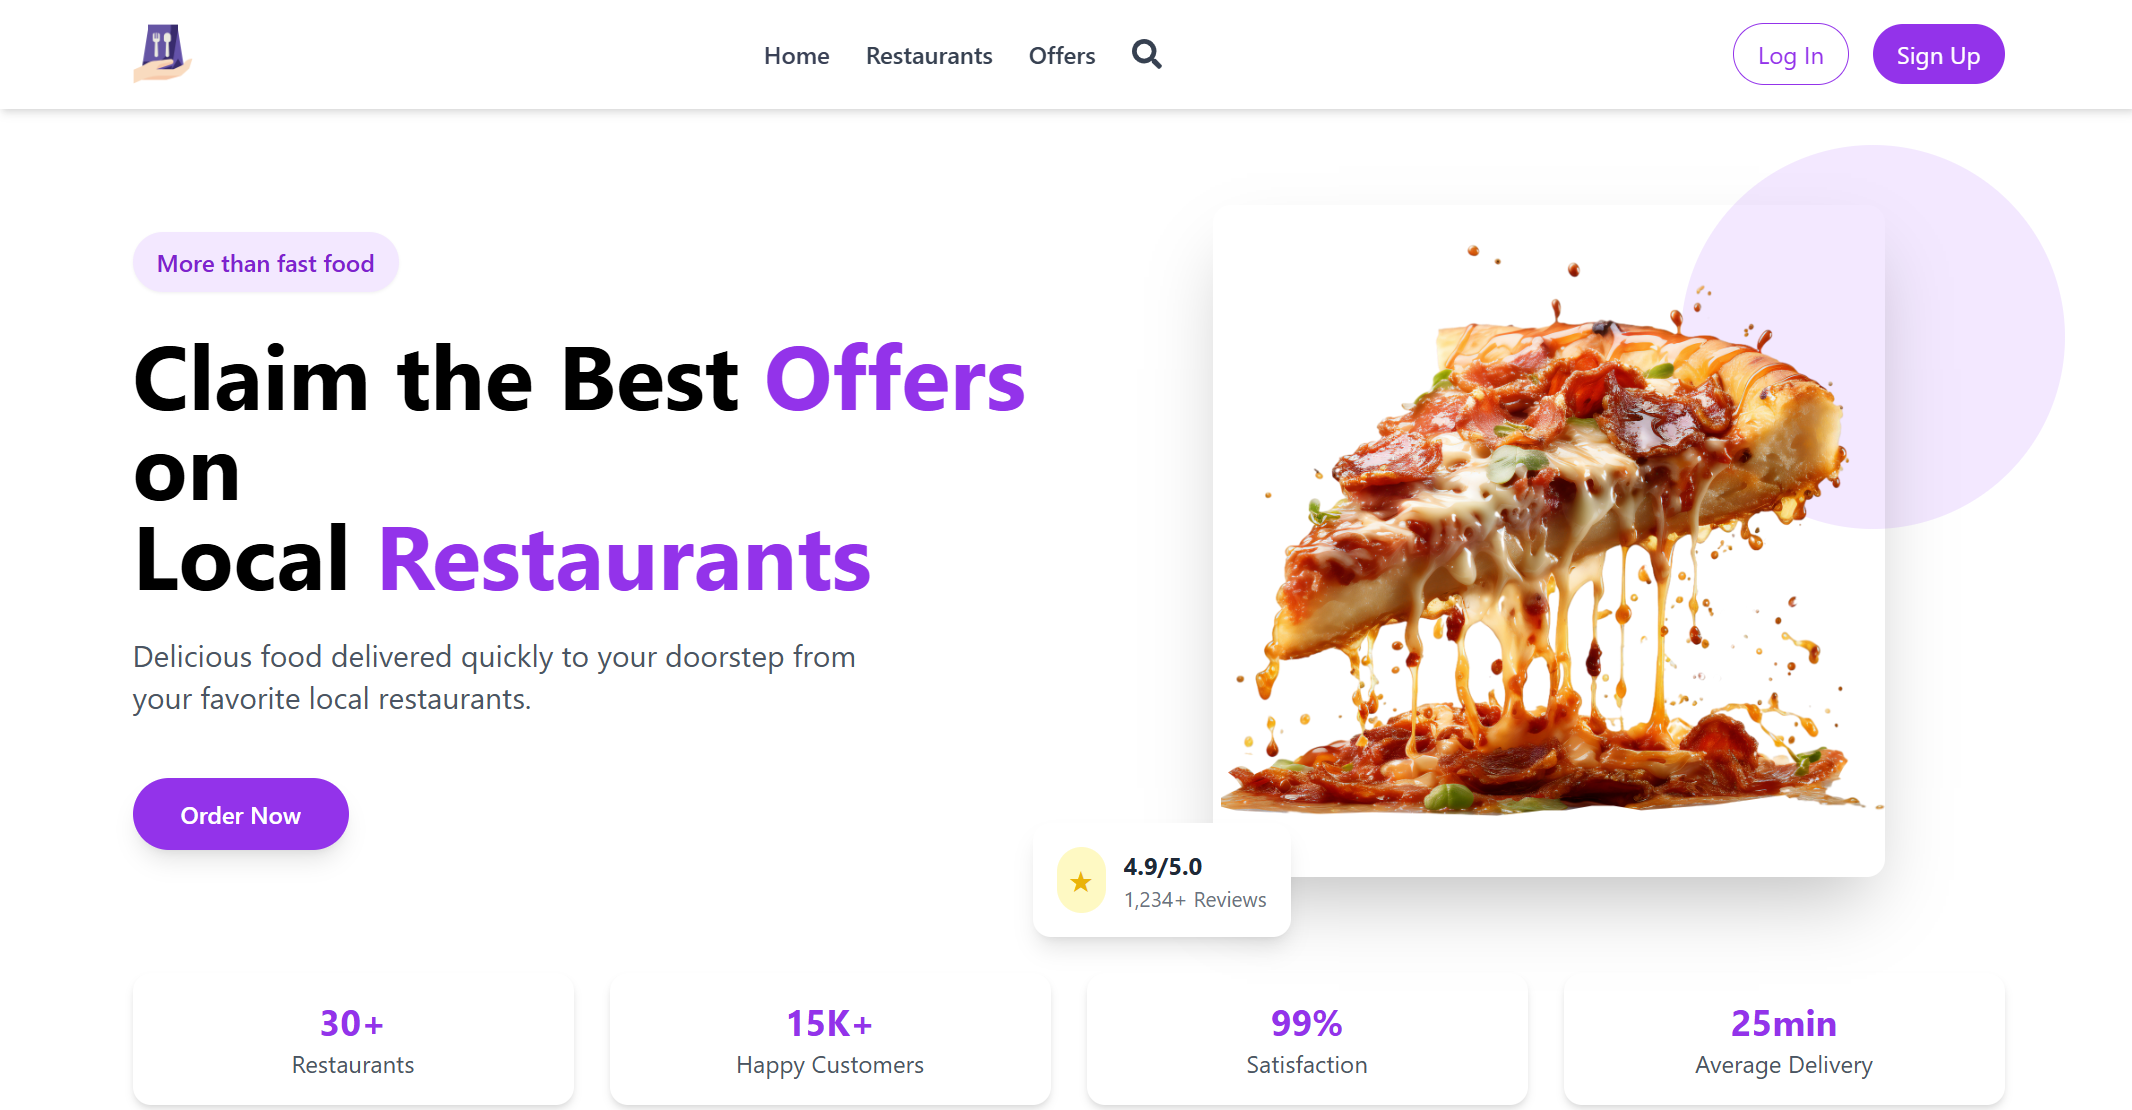 Home Restaurants Offers
Log In Sign Up
More than fast food
Claim the Best Offers
on
Local Restaurants
Delicious food delivered quickly to your doorstep from
your favorite local restaurants.
Order Now
★ 4.9/5.0
1,234+ Reviews
30+
Restaurants
15K+
Happy Customers
99%
Satisfaction
25min
Average Delivery